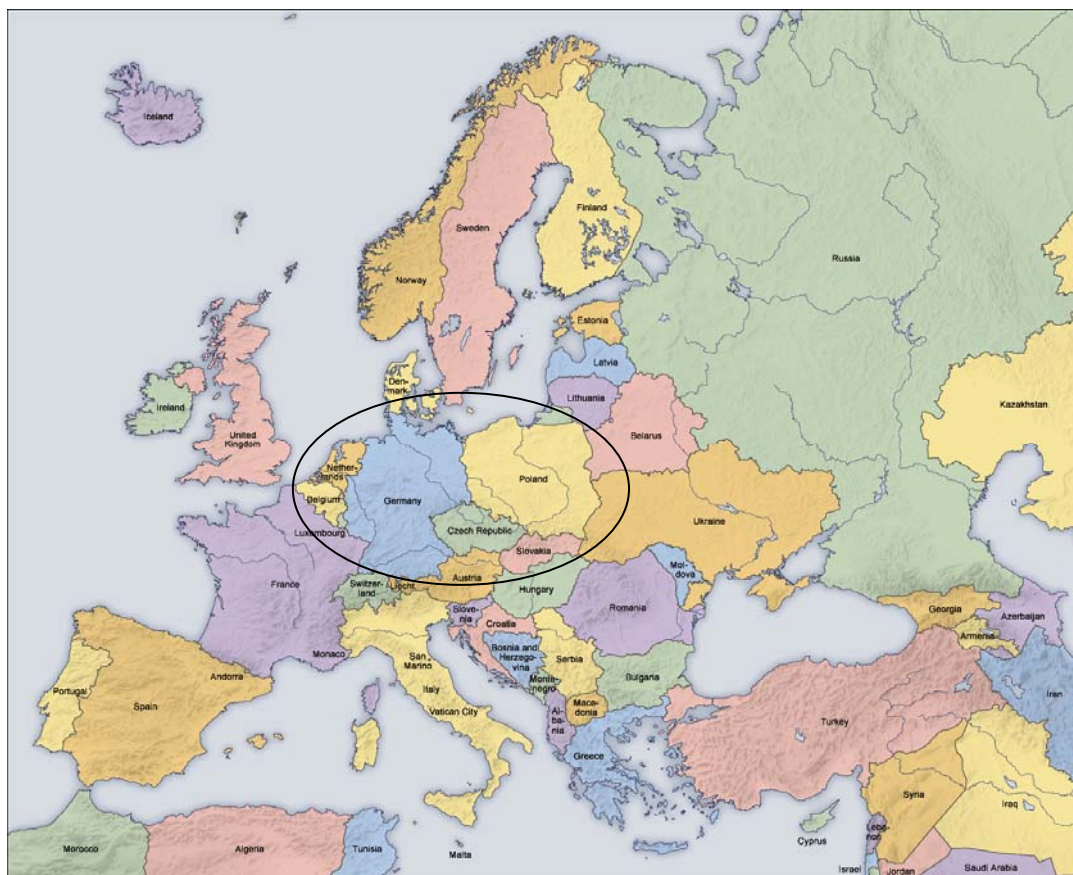 Iceland
Finland
Sweden
Norway
Russia
Estonia
Latvia
Den-
mark
Lithuania
Ireland
United
Kingdom
Belarus
Kazakhstan
Nether-
lands
Belgium
Germany
Poland
Luxembourg
Czech Republic
Ukraine
Slovakia
France
Switzer-
land
Liecht.
Austria
Hungary
Mol-
dova
Romania
Slove-
nia
Croatia
Georgia
Azerbaijan
Armenia
Monaco
San
Marino
Bosnia and
Herzego-
vina
Serbia
Monte-
negro
Bulgaria
Portugal
Andorra
Spain
Italy
Vatican City
Al-
ba-
nia
Mace-
donia
Iran
Turkey
Greece
Syria
Iraq
Morocco
Algeria
Tunisia
Malta
Cyprus
Leba-
non
Israel
Jordan
Saudi Arabia